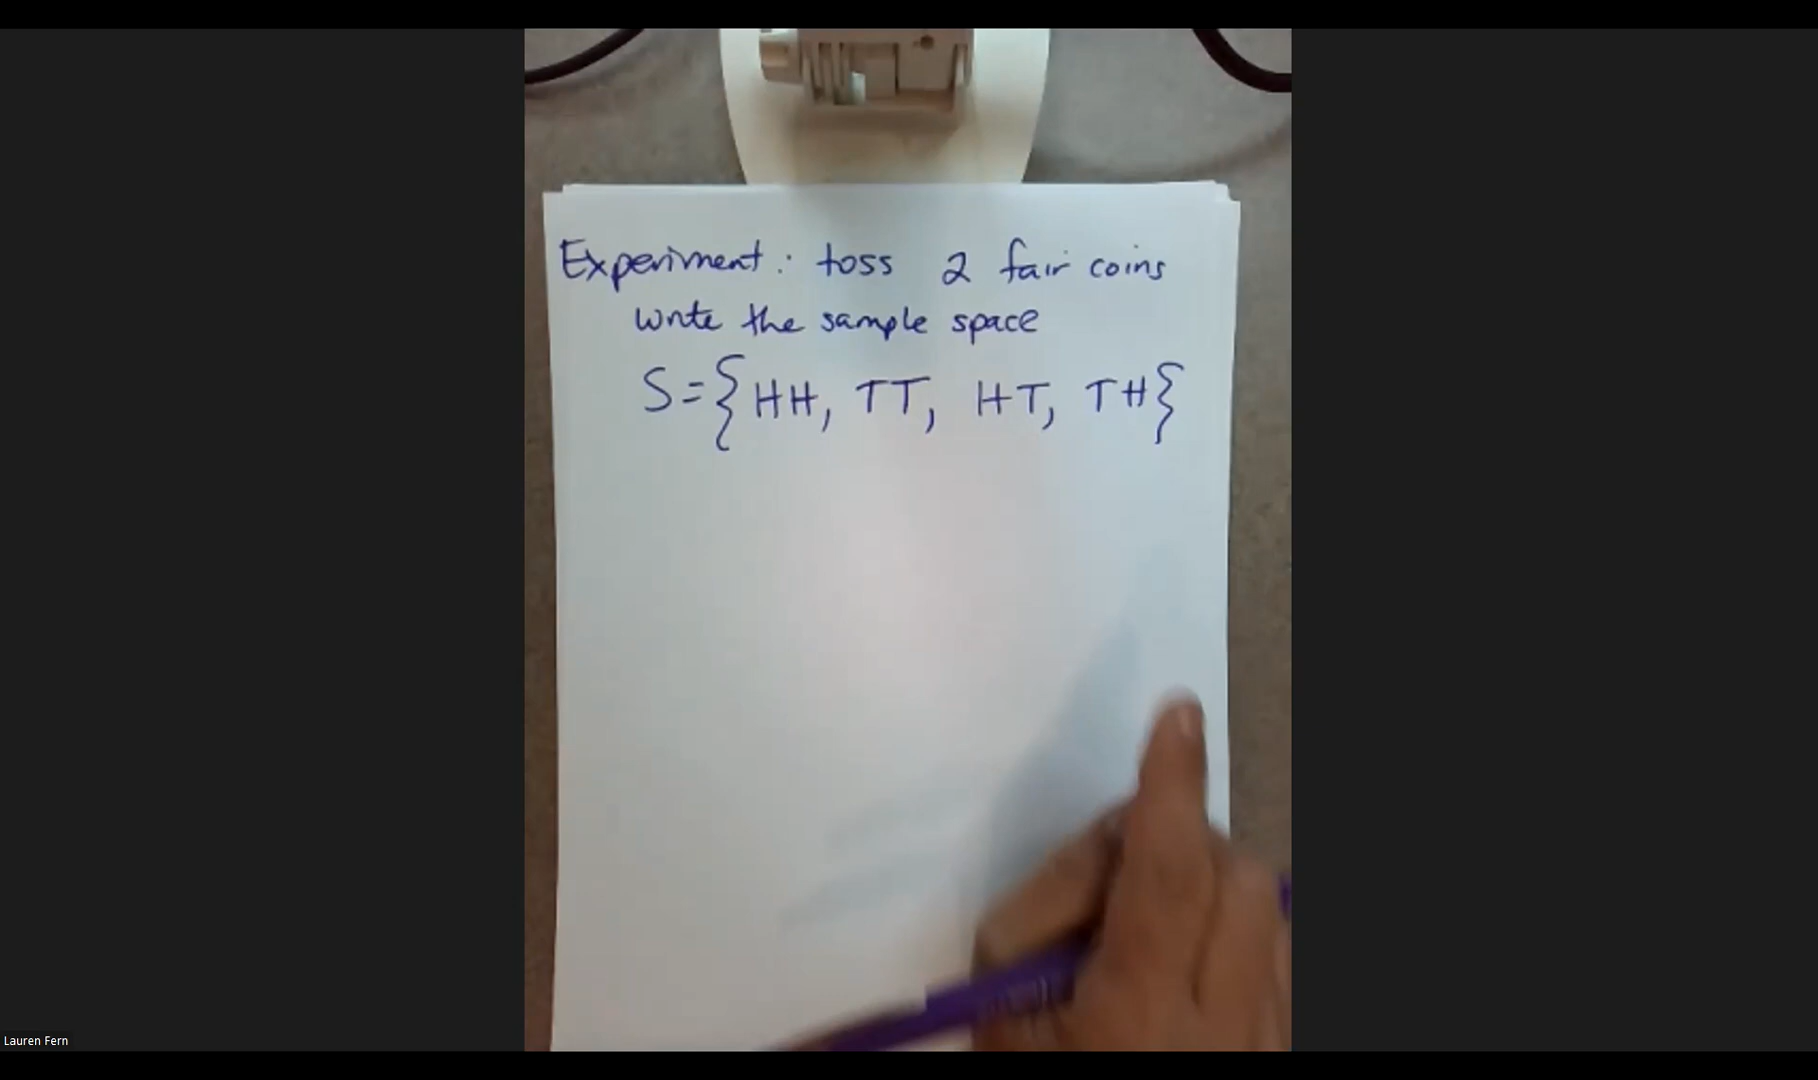 Experiment: toss 2 fair coins
write the sample space
S={HH, TT, HT, TH}
Lauren Fern